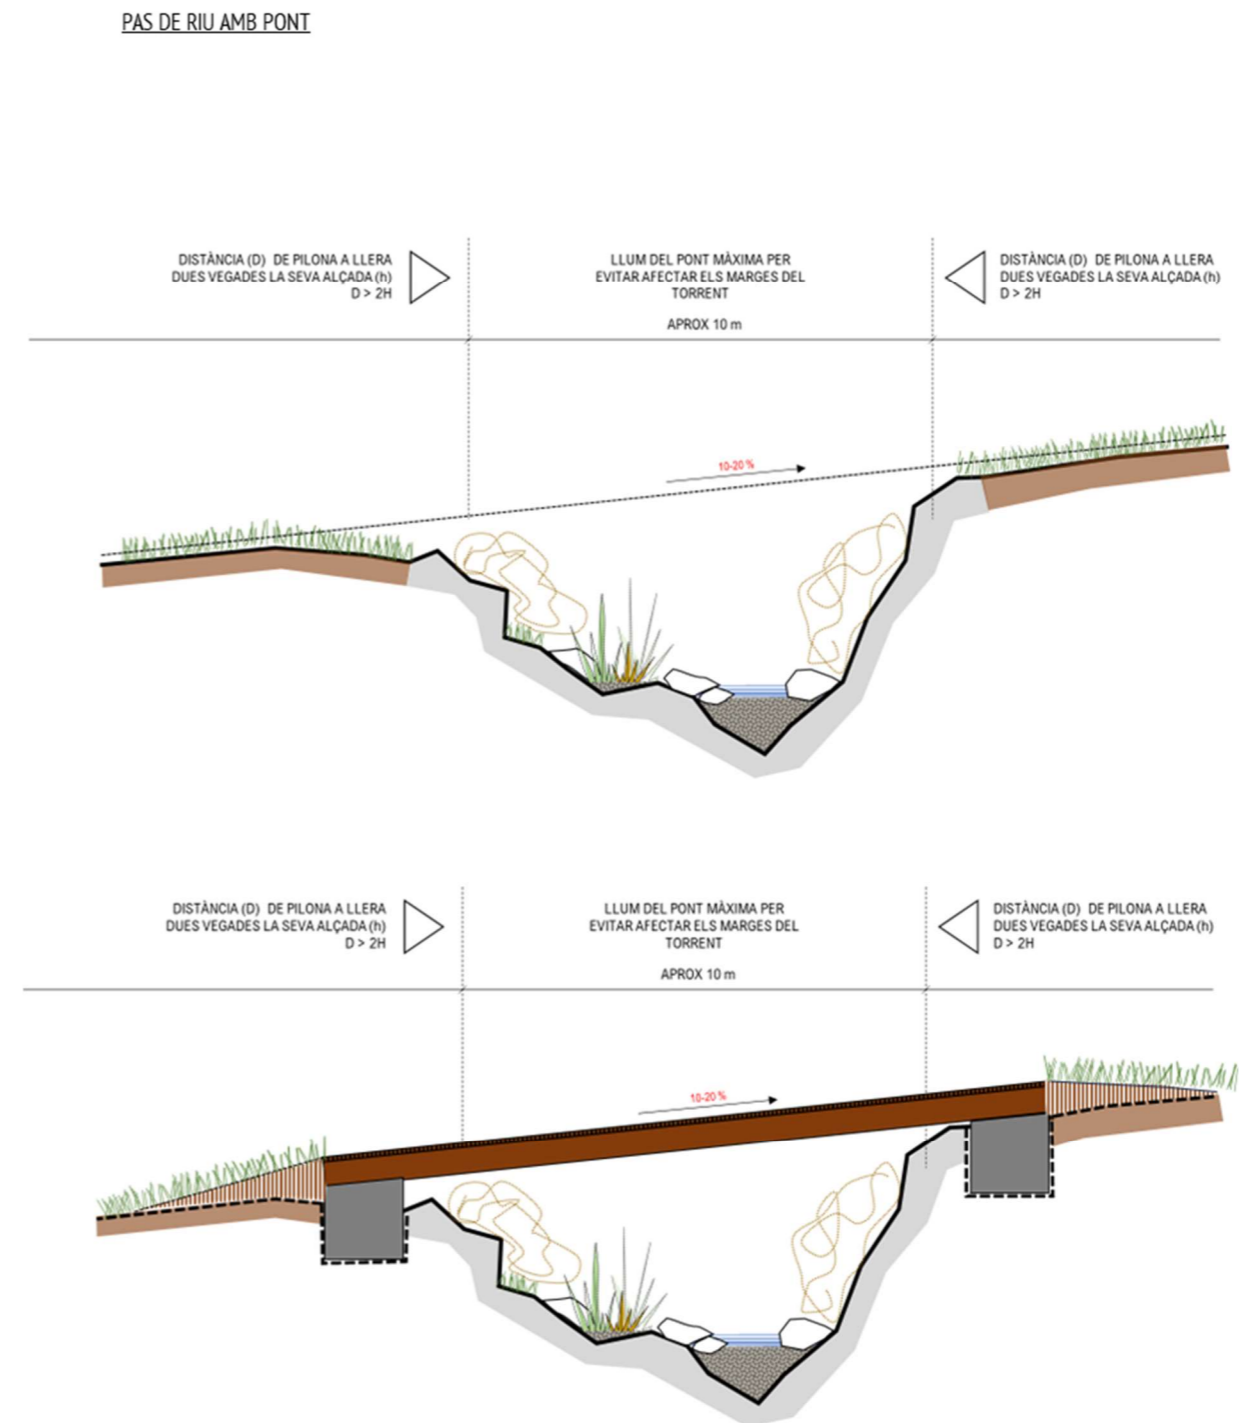 PAS DE RIU AMB PONT
DISTÀNCIA (D) DE PILONA A LLERA
DUES VEGADES LA SEVA ALÇADA (h)
D > 2H
LLUM DEL PONT MÀXIMA PER
EVITAR AFECTAR ELS MARGES DEL
TORRENT
APROX 10 m
DISTÀNCIA (D) DE PILONA A LLERA
DUES VEGADES LA SEVA ALÇADA (h)
D > 2H
10-20 %
DISTÀNCIA (D) DE PILONA A LLERA
DUES VEGADES LA SEVA ALÇADA (h)
D > 2H
LLUM DEL PONT MÀXIMA PER
EVITAR AFECTAR ELS MARGES DEL
TORRENT
APROX 10 m
DISTÀNCIA (D) DE PILONA A LLERA
DUES VEGADES LA SEVA ALÇADA (h)
D > 2H
10-20 %